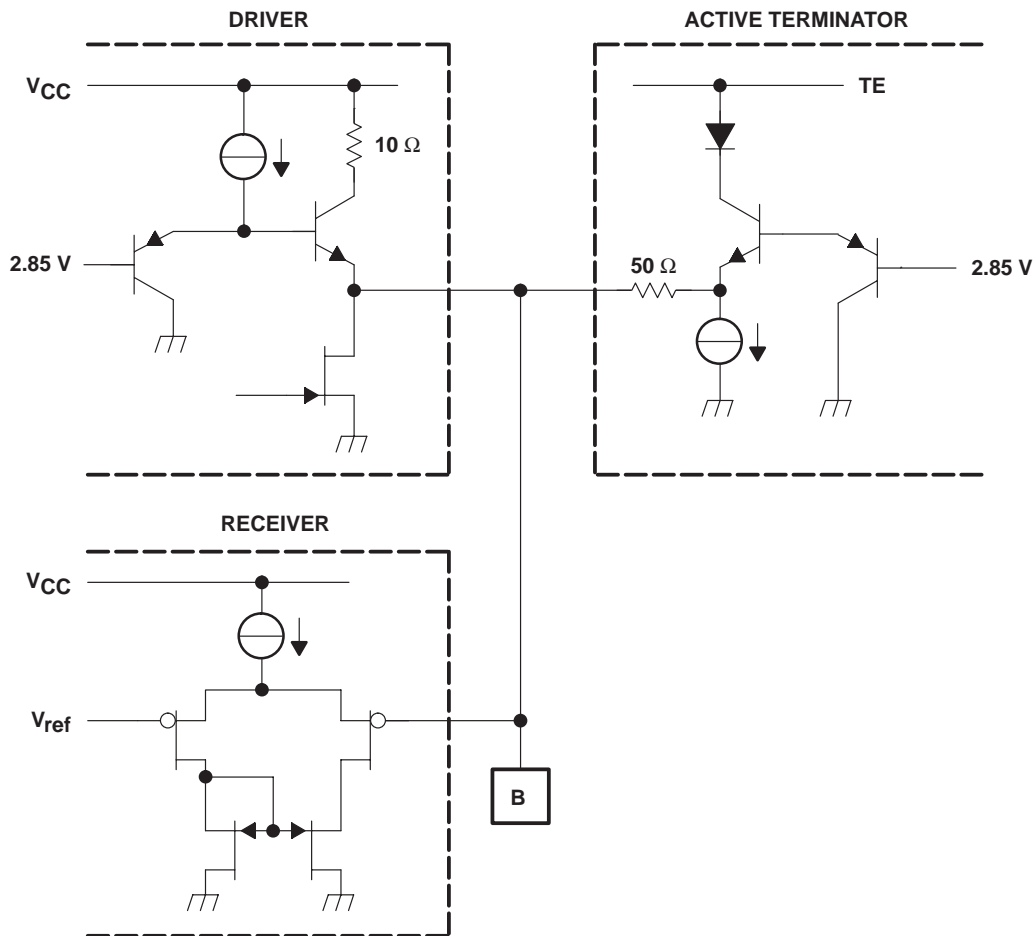 DRIVER
ACTIVE TERMINATOR
VCC
TE
10 Ω
2.85 V
50 Ω
2.85 V
RECEIVER
VCC
Vref
B